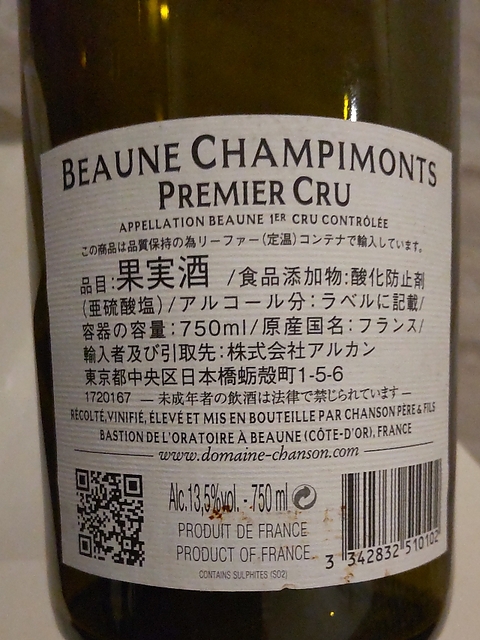 BEAUNE CHAMPIMONTS
PREMIER CRU
APPELLATION BEAUNE 1ER CRU CONTRÔLÉE
この商品は品質保持の為リーファー(定温)コンテナで輸入しています。
品目:果実酒 /食品添加物:酸化防止剤
(亜硫酸塩)/アルコール分:ラベルに記載/
容器の容量:750ml/原産国名:フランス/
輸入者及び引取先:株式会社アルカン
東京都中央区日本橋蛎殻町1-5-6
1720167 ― 未成年者の飲酒は法律で禁じられています ―
RÉCOLTÉ, VINIFIÉ, ÉLEVÉ ET MIS EN BOUTEILLE PAR CHANSON PÈRE & FILS
BASTION DE L'ORATOIRE À BEAUNE (CÔTE-D'OR), FRANCE
www.domaine-chanson.com
Alc.13,5%vol. - 750 ml
PRODUIT DE FRANCE
PRODUCT OF FRANCE
CONTAINS SULPHITES (SO2)
3 342832 510102